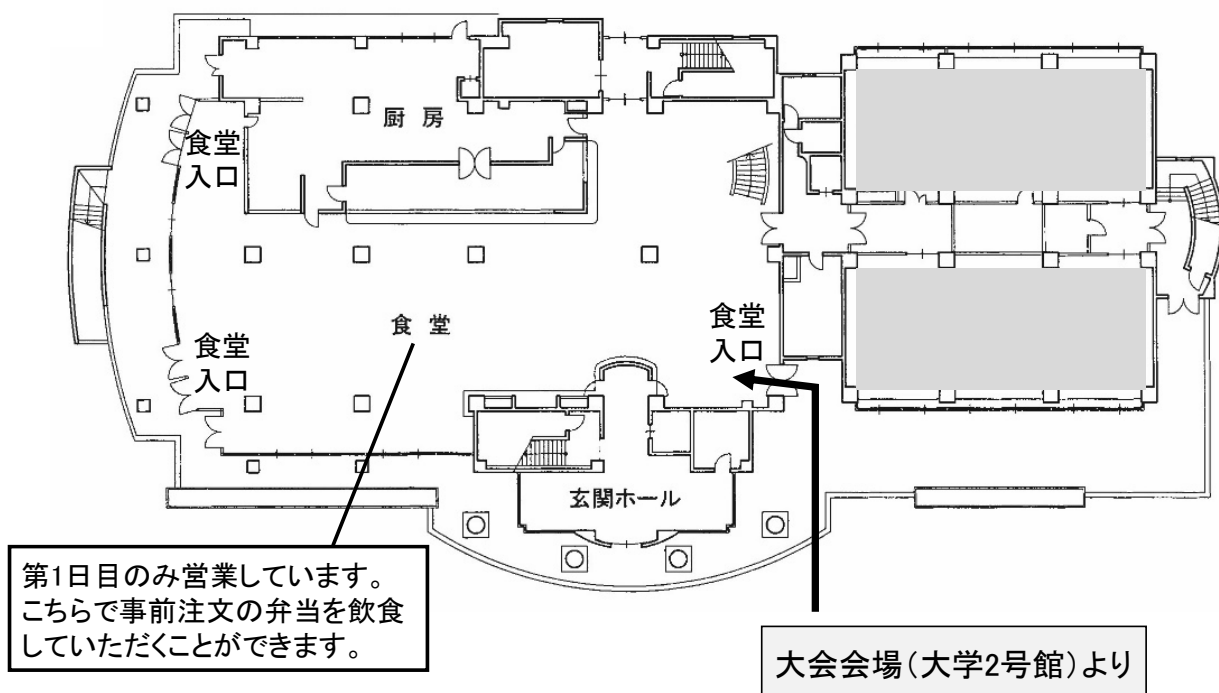 厨房
食堂
入口
食堂
食堂
入口
食堂
入口
玄関ホール
第1日目のみ営業しています。
こちらで事前注文の弁当を飲食
していただくことができます。
大会会場(大学2号館)より